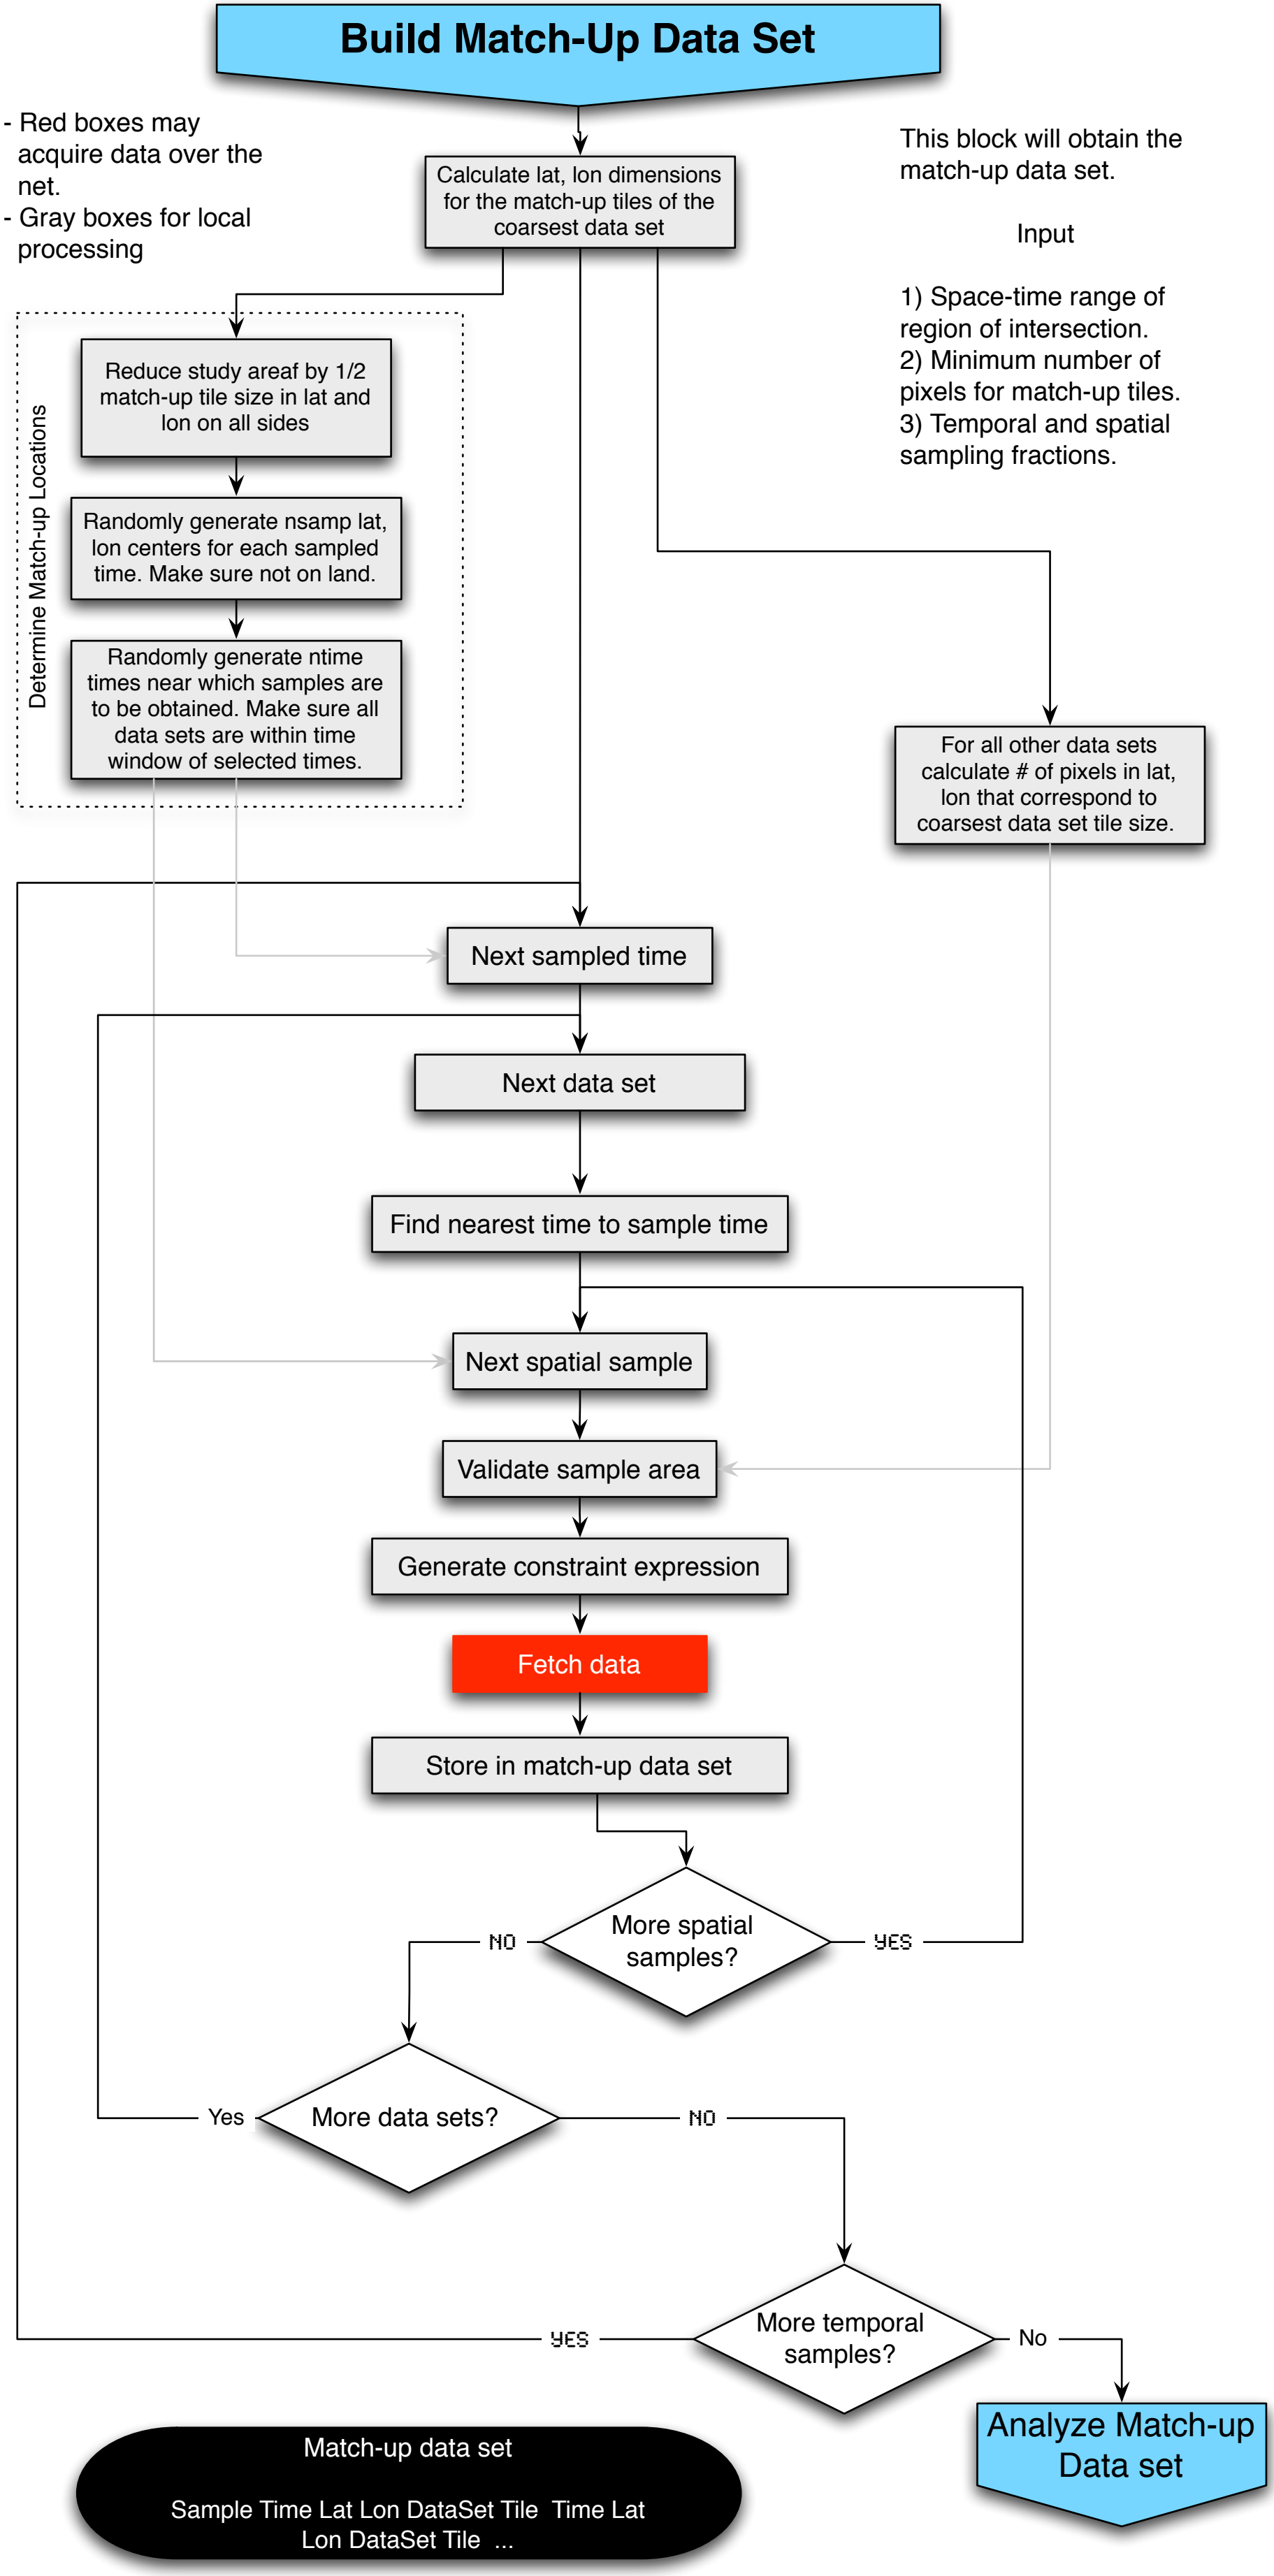 Build Match-Up Data Set
- Red boxes may
acquire data over the
net.
- Gray boxes for local
processing
Calculate lat, lon dimensions
for the match-up tiles of the
coarsest data set
This block will obtain the
match-up data set.
Input
1) Space-time range of
region of intersection.
2) Minimum number of
pixels for match-up tiles.
3) Temporal and spatial
sampling fractions.
Determine Match-up Locations
Reduce study areaf by 1/2
match-up tile size in lat and
lon on all sides
Randomly generate nsamp lat,
lon centers for each sampled
time. Make sure not on land.
Randomly generate ntime
times near which samples are
to be obtained. Make sure all
data sets are within time
window of selected times.
For all other data sets
calculate # of pixels in lat,
lon that correspond to
coarsest data set tile size.
Next sampled time
Next data set
Find nearest time to sample time
Next spatial sample
Validate sample area
Generate constraint expression
Fetch data
Store in match-up data set
More spatial
samples?
NO
YES
More data sets?
Yes
NO
More temporal
samples?
YES
No
Analyze Match-up
Data set
Match-up data set
Sample Time Lat Lon DataSet Tile  Time Lat
Lon DataSet Tile  ...